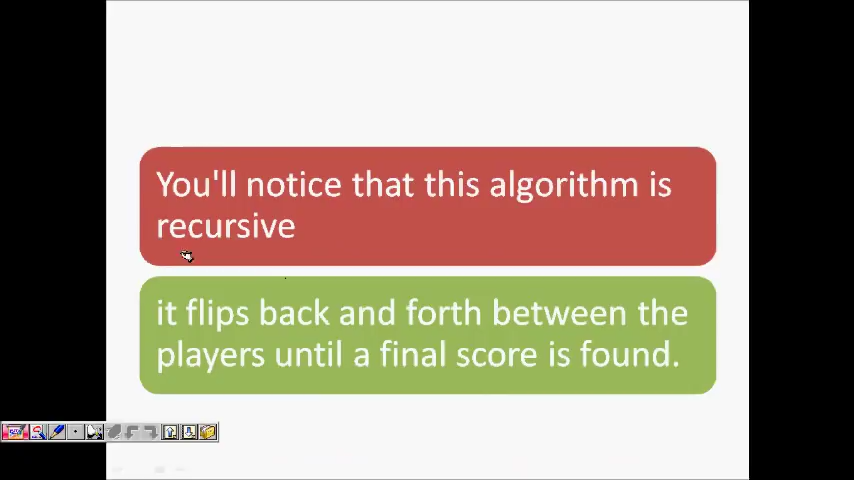 You'll notice that this algorithm is
recursive
it flips back and forth between the
players until a final score is found.